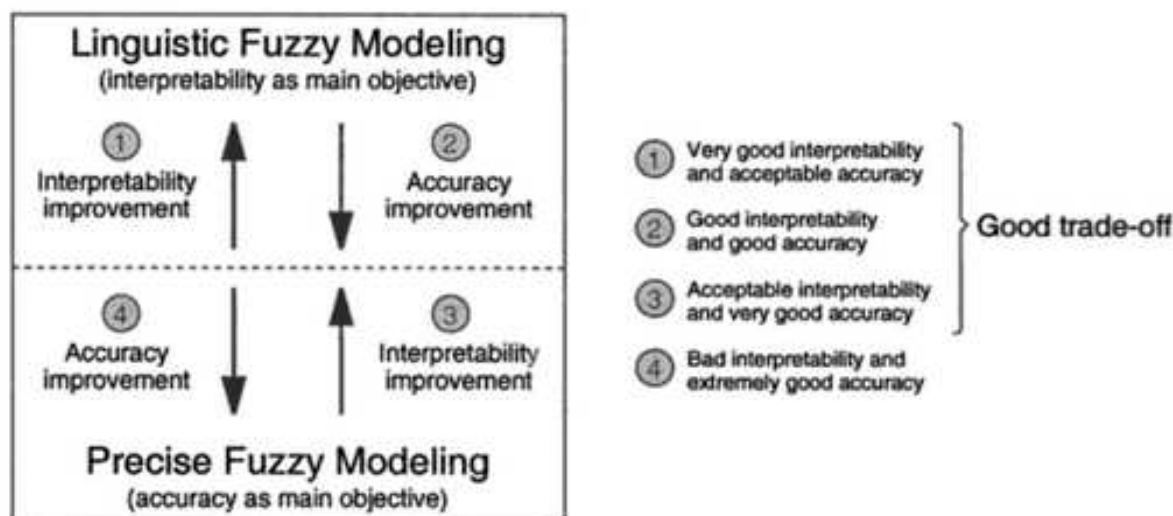 Linguistic Fuzzy Modeling
(interpretability as main objective)
1
Interpretability
improvement
2
Accuracy
improvement
4
Accuracy
improvement
3
Interpretability
improvement
Precise Fuzzy Modeling
(accuracy as main objective)
1 Very good interpretability
and acceptable accuracy
2 Good interpretability
and good accuracy
3 Acceptable interpretability
and very good accuracy
4 Bad interpretability and
extremely good accuracy
Good trade-off